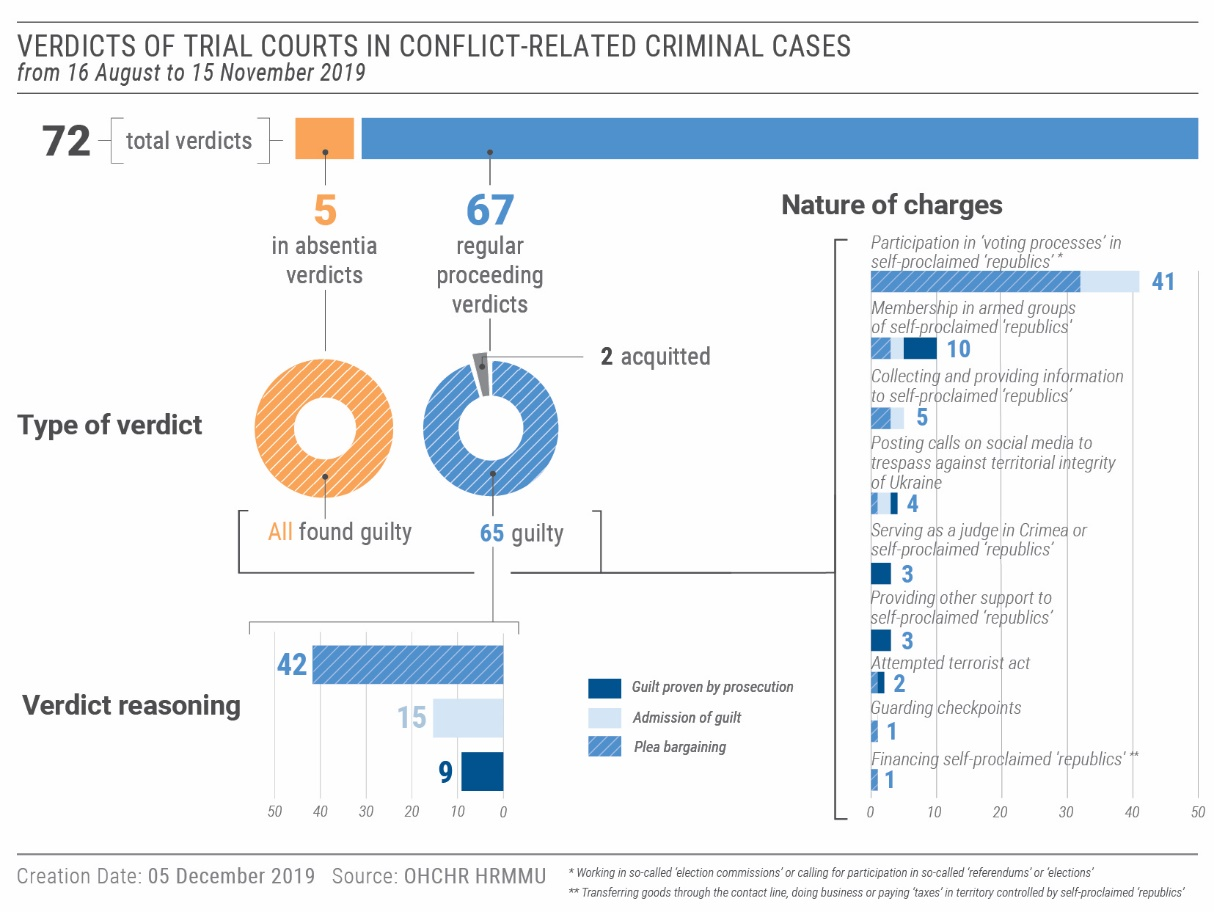 VERDICTS OF TRIAL COURTS IN CONFLICT-RELATED CRIMINAL CASES
from 16 August to 15 November 2019
72 total verdicts
5
in absentia
verdicts
67
regular
proceeding
verdicts
2 acquitted
Type of verdict
All found guilty
65 guilty
Verdict reasoning
42
15
9
50 40 30 20 10 0
Guilt proven by prosecution
Admission of guilt
Plea bargaining
Nature of charges
Participation in 'voting processes' in
self-proclaimed 'republics' *
41
Membership in armed groups
of self-proclaimed 'republics'
10
Collecting and providing information
to self-proclaimed 'republics'
5
Posting calls on social media to
trespass against territorial integrity
of Ukraine
4
Serving as a judge in Crimea or
self-proclaimed 'republics'
3
Providing other support to
self-proclaimed 'republics'
3
Attempted terrorist act
2
Guarding checkpoints
1
Financing self-proclaimed 'republics' **
1
0 10 20 30 40 50
Creation Date: 05 December 2019 Source: OHCHR HRMMU
* Working in so-called 'election commissions' or calling for participation in so-called 'referendums' or 'elections'
** Transferring goods through the contact line, doing business or paying 'taxes' in territory controlled by self-proclaimed 'republics'